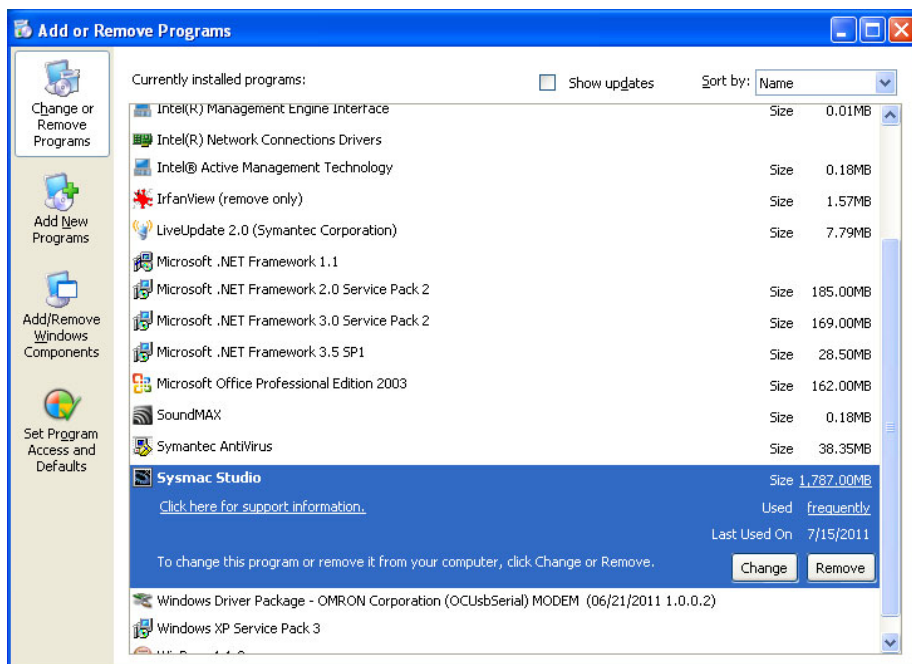 Add or Remove Programs
Change or
Remove
Programs
Add New
Programs
Add/Remove
Windows
Components
Set Program
Access and
Defaults
Currently installed programs:
Show updates
Sort by: Name
Intel(R) Management Engine Interface Size 0.01MB
Intel(R) Network Connections Drivers
Intel® Active Management Technology Size 0.18MB
IrfanView (remove only) Size 1.57MB
LiveUpdate 2.0 (Symantec Corporation) Size 7.79MB
Microsoft .NET Framework 1.1
Microsoft .NET Framework 2.0 Service Pack 2 Size 185.00MB
Microsoft .NET Framework 3.0 Service Pack 2 Size 169.00MB
Microsoft .NET Framework 3.5 SP1 Size 28.50MB
Microsoft Office Professional Edition 2003 Size 162.00MB
SoundMAX Size 0.18MB
Symantec AntiVirus Size 38.35MB
Sysmac Studio Size 1,787.00MB
Click here for support information. Used frequently
Last Used On 7/15/2011
To change this program or remove it from your computer, click Change or Remove. Change Remove
Windows Driver Package - OMRON Corporation (OCUsbSerial) MODEM (06/21/2011 1.0.0.2)
Windows XP Service Pack 3